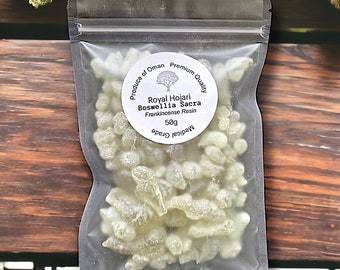 Produce of Oman Premium Quality
Royal Hojari
Boswellia Sacra
Frankincense Resin
50g
Medical Grade